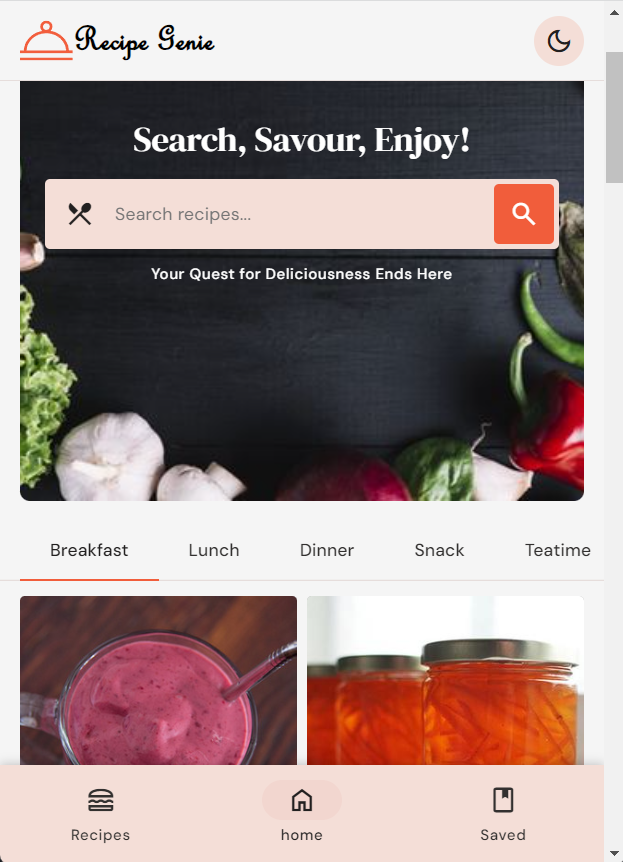 Recipe Genie
Search, Savour, Enjoy!
Search recipes...
Your Quest for Deliciousness Ends Here
Breakfast Lunch Dinner Snack Teatime
Recipes home Saved